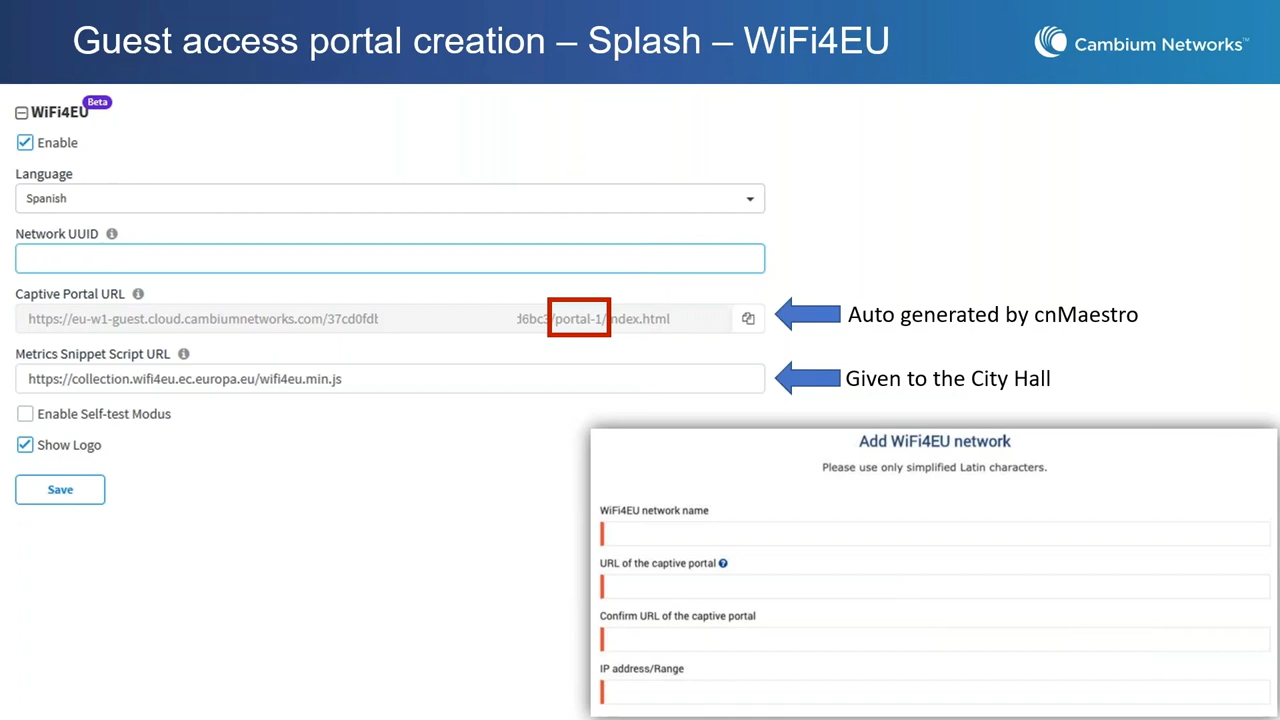 Guest access portal creation – Splash – WiFi4EU
Cambium Networks™
WiFi4EU
Beta
Enable
Language
Spanish
Network UUID
Captive Portal URL
https://eu-w1-guest.cloud.cambiumnetworks.com/37cd0fdt d6bc3/portal-1/index.html
Auto generated by cnMaestro
Metrics Snippet Script URL
https://collection.wifi4eu.ec.europa.eu/wifi4eu.min.js
Given to the City Hall
Enable Self-test Modus
Show Logo
Save
Add WiFi4EU network
Please use only simplified Latin characters.
WiFi4EU network name
URL of the captive portal
Confirm URL of the captive portal
IP address/Range